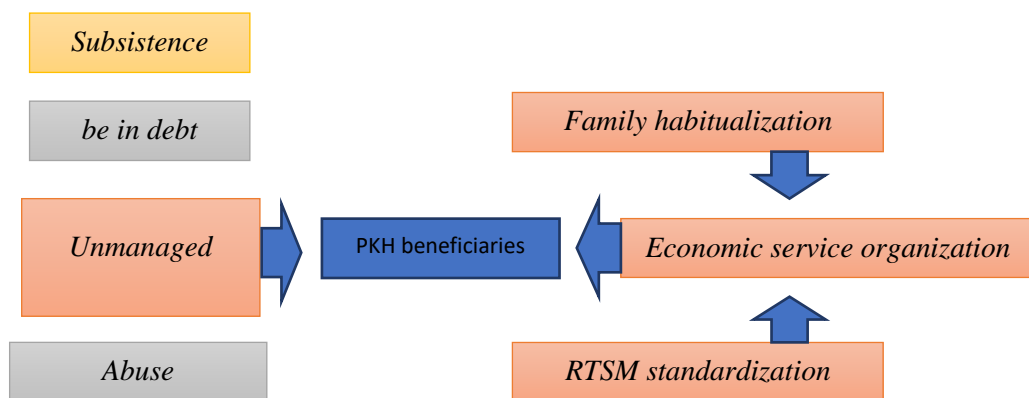 Subsistence
be in debt
Family habitualization
Unmanaged
PKH beneficiaries
Economic service organization
Abuse
RTSM standardization